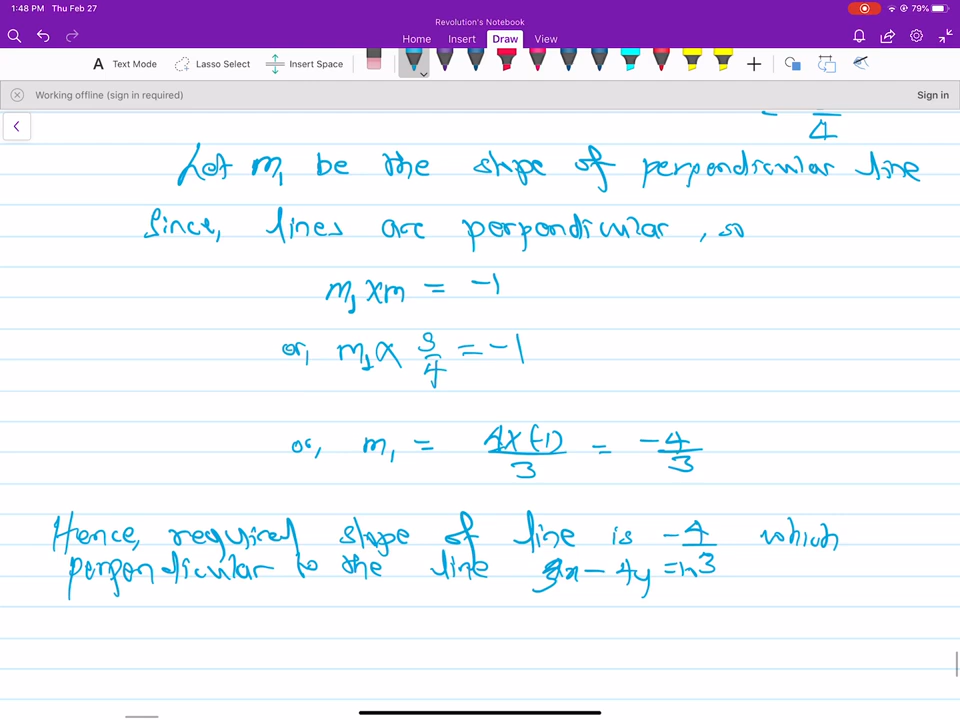 1:48 PM Thu Feb 27
79%
Revolution's Notebook
Home Insert Draw View
Text Mode Lasso Select Insert Space
Working offline (sign in required) Sign in
4
Let m₁ be the slope of perpendicular line
Since, lines are perpendicular, so
m₁ x m = -1
or, m₁ x 3/4 = -1
or, m₁ = 4x(-1)/3 = -4/3
Hence, required slope of line is -4/3 which
perpendicular to the line 3x - 4y =